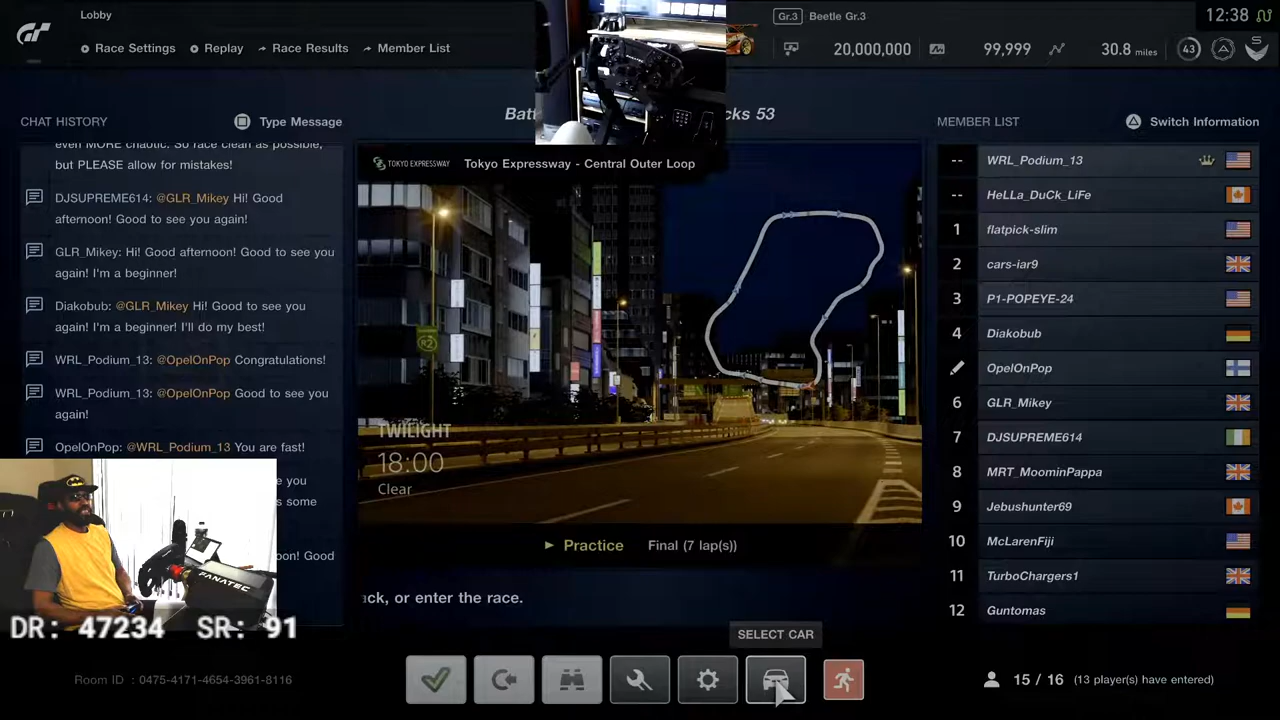 Lobby
Race Settings
Replay
Race Results
Member List
Gr.3
Beetle Gr.3
20,000,000
99,999
30.8 miles
43
12:38
CHAT HISTORY
Type Message
even MORE chaotic. So race clean as possible,
but PLEASE allow for mistakes!
DJSUPREME614: @GLR_Mikey Hi! Good
afternoon! Good to see you again!
GLR_Mikey: Hi! Good afternoon! Good to see you
again! I'm a beginner!
Diakobub: @GLR_Mikey Hi! Good to see you
again! I'm a beginner! I'll do my best!
WRL_Podium_13: @OpelOnPop Congratulations!
WRL_Podium_13: @OpelOnPop Good to see you
again!
OpelOnPop: @WRL_Podium_13 You are fast!
e you
s some
oon! Good
FANATEC
DR: 47234 SR: 91
Room ID : 0475-4171-4654-3961-8116
Batt
cks 53
TOKYO EXPRESSWAY
Tokyo Expressway - Central Outer Loop
R2
TWILIGHT
18:00
Clear
Practice
Final (7 lap(s))
ack, or enter the race.
SELECT CAR
MEMBER LIST
Switch Information
-- WRL_Podium_13
-- HeLLa_DuCk_LiFe
1 flatpick-slim
2 cars-iar9
3 P1-POPEYE-24
4 Diakobub
OpelOnPop
6 GLR_Mikey
7 DJSUPREME614
8 MRT_MoominPappa
9 Jebushunter69
10 McLarenFiji
11 TurboChargers1
12 Guntomas
15 / 16 (13 player(s) have entered)